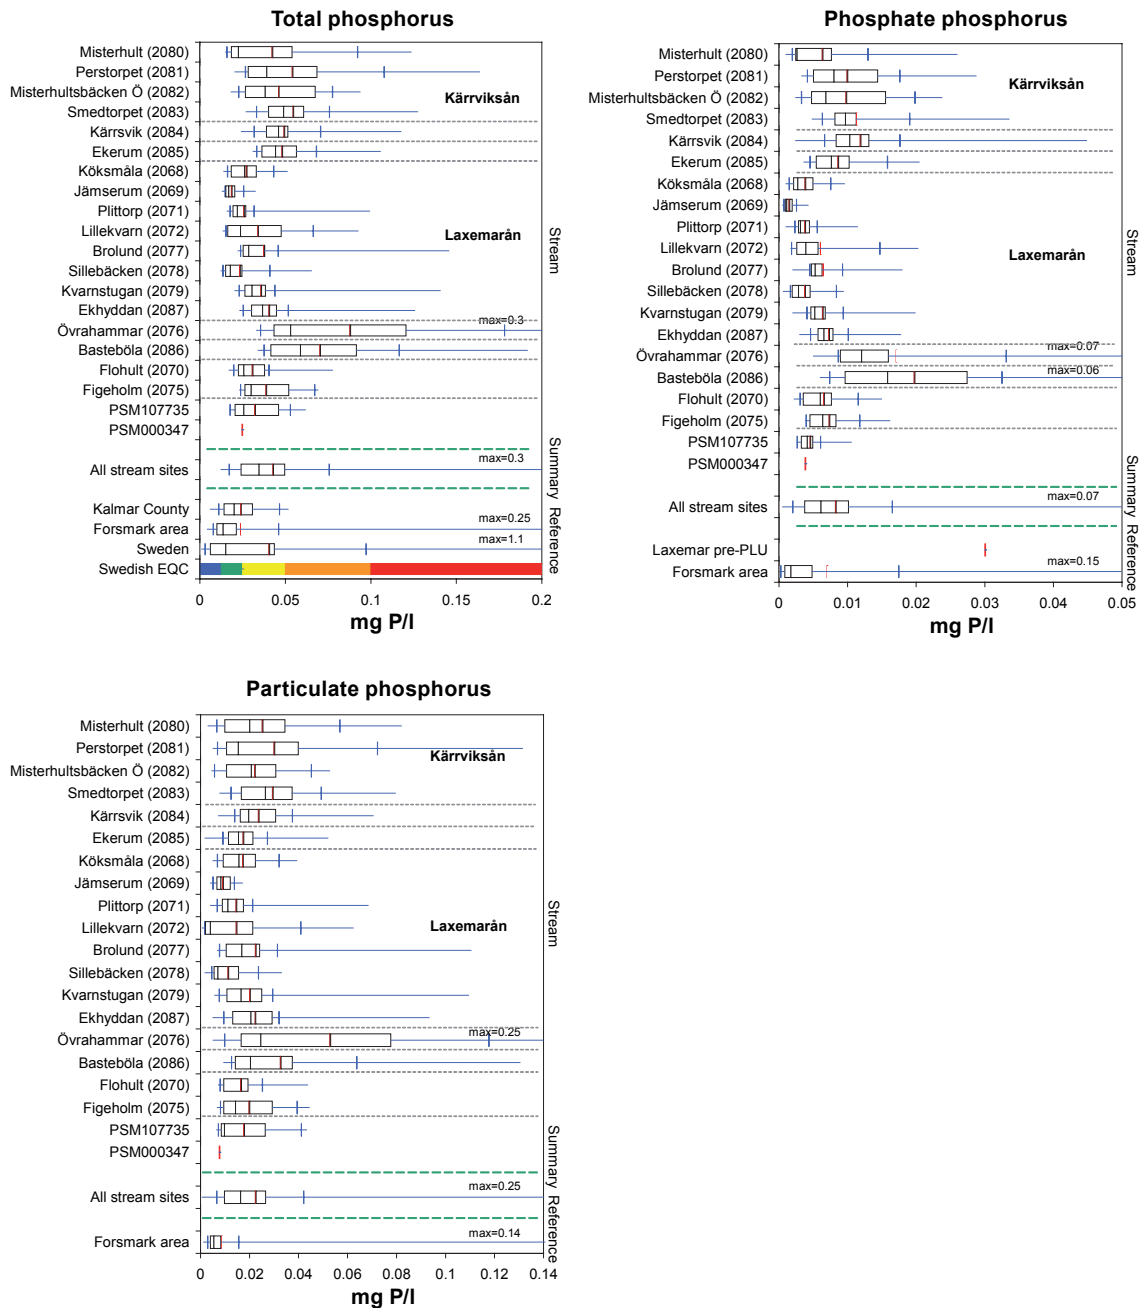 Total phosphorus
Misterhult (2080)
Perstorpet (2081)
Misterhultsbäcken Ö (2082)
Kärrviksån
Smedtorpet (2083)
Kärrsvik (2084)
Ekerum (2085)
Köksmåla (2068)
Jämserum (2069)
Plittorp (2071)
Lillekvarn (2072)
Laxemarån
Brolund (2077)
Sillebäcken (2078)
Kvarnstugan (2079)
Ekhyddan (2087)
Övrahammar (2076)
max=0.3
Basteböla (2086)
Flohult (2070)
Figeholm (2075)
PSM107735
PSM000347
All stream sites
max=0.3
Kalmar County
Forsmark area
max=0.25
Sweden
max=1.1
Swedish EQC
Stream
Summary
Reference
0 0.05 0.1 0.15 0.2
mg P/l
Phosphate phosphorus
Misterhult (2080)
Perstorpet (2081)
Kärrviksån
Misterhultsbäcken Ö (2082)
Smedtorpet (2083)
Kärrsvik (2084)
Ekerum (2085)
Köksmåla (2068)
Jämserum (2069)
Plittorp (2071)
Lillekvarn (2072)
Laxemarån
Brolund (2077)
Sillebäcken (2078)
Kvarnstugan (2079)
Ekhyddan (2087)
Övrahammar (2076)
max=0.07
Basteböla (2086)
max=0.06
Flohult (2070)
Figeholm (2075)
PSM107735
PSM000347
All stream sites
max=0.07
Laxemar pre-PLU
Forsmark area
max=0.15
Stream
Summary
Reference
0 0.01 0.02 0.03 0.04 0.05
mg P/l
Particulate phosphorus
Misterhult (2080)
Perstorpet (2081)
Kärrviksån
Misterhultsbäcken Ö (2082)
Smedtorpet (2083)
Kärrsvik (2084)
Ekerum (2085)
Köksmåla (2068)
Jämserum (2069)
Plittorp (2071)
Lillekvarn (2072)
Laxemarån
Brolund (2077)
Sillebäcken (2078)
Kvarnstugan (2079)
Ekhyddan (2087)
Övrahammar (2076)
max=0.25
Basteböla (2086)
Flohult (2070)
Figeholm (2075)
PSM107735
PSM000347
All stream sites
max=0.25
Forsmark area
max=0.14
Stream
Summary
Reference
0 0.02 0.04 0.06 0.08 0.1 0.12 0.14
mg P/l